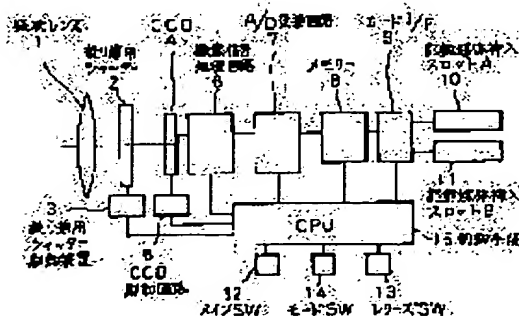 撮影レンズ
1
絞り兼用
シャッター
2
CCD
4
撮像信号
処理回路
6
A/D変換回路
7
メモリー
8
カードI/F
9
記録媒体挿入
スロットA
10
11
記録媒体挿入
スロットB
3
絞り兼用
シャッター
駆動装置
5
CCD
駆動回路
CPU
15制御手段
12
メインSW
14
モードSW
13
レリーズSW